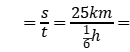 = s/t = 25km / 1/6 h =